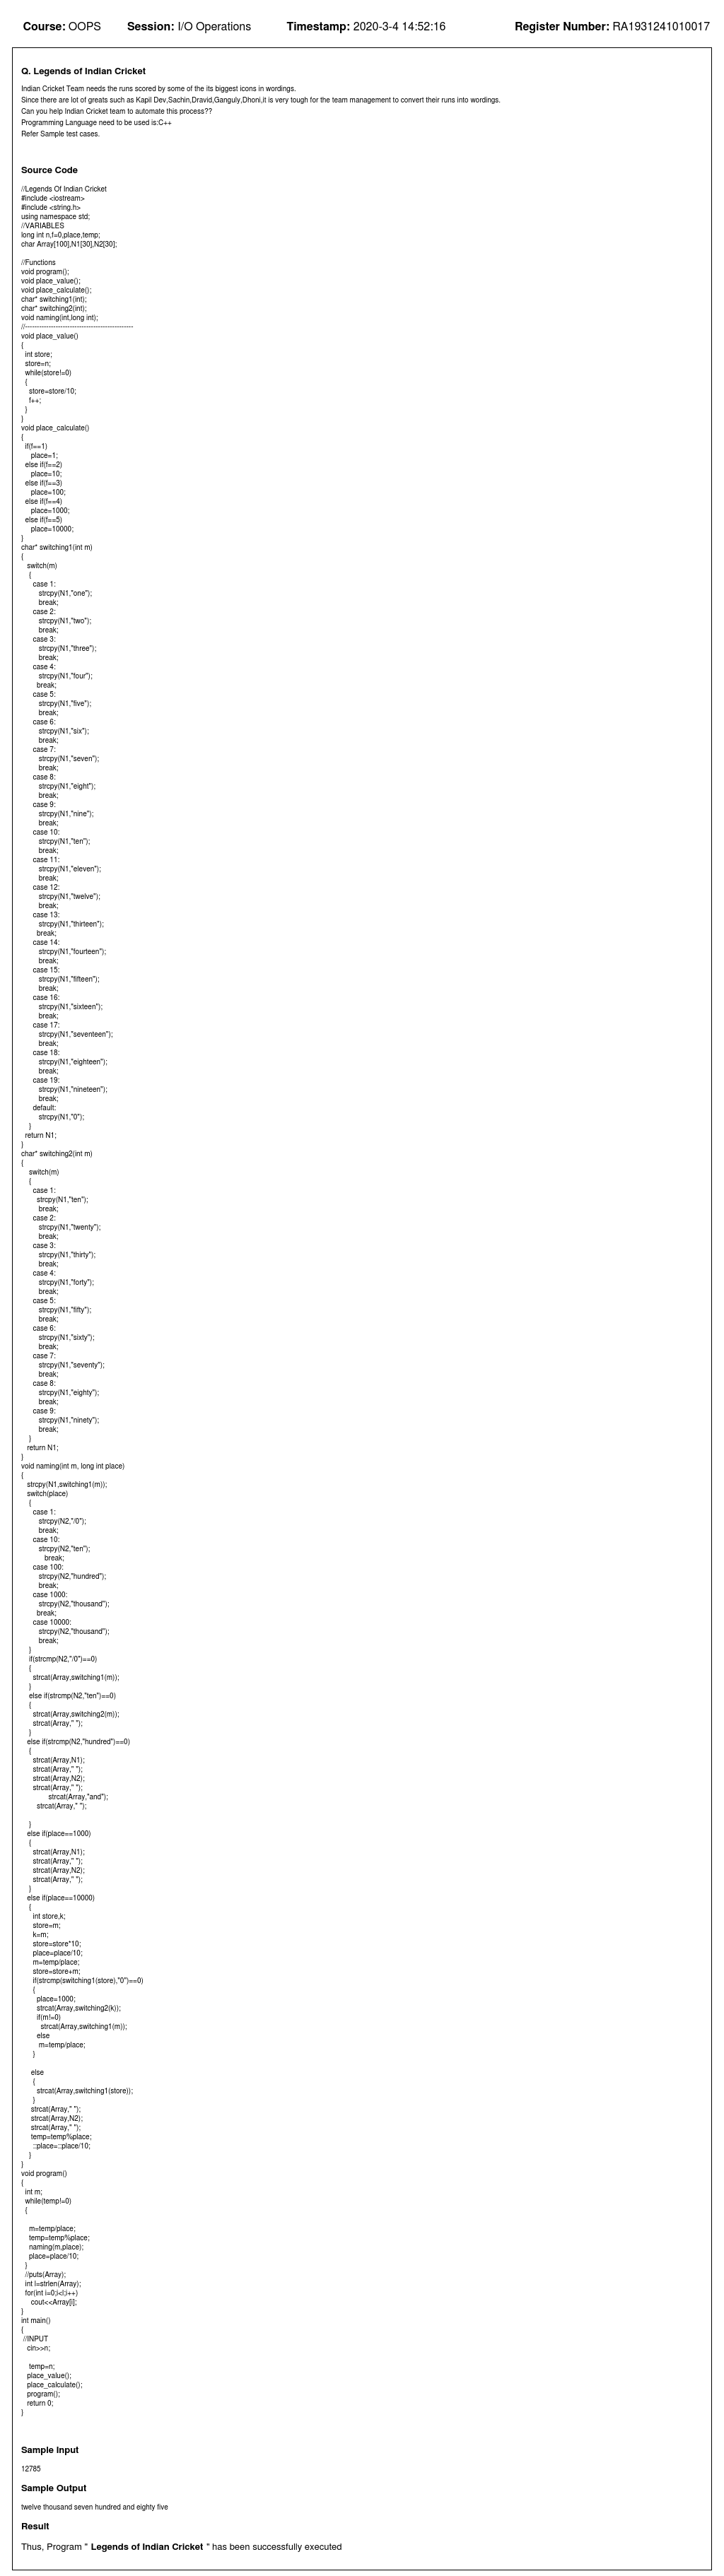 Course: OOPS Session: I/O Operations Timestamp: 2020-3-4 14:52:16 Register Number: RA1931241010017
Q. Legends of Indian Cricket
Indian Cricket Team needs the runs scored by some of the its biggest icons in wordings.
Since there are lot of greats such as Kapil Dev,Sachin,Dravid,Ganguly,Dhoni,it is very tough for the team management to convert their runs into wordings.
Can you help Indian Cricket team to automate this process??
Programming Language need to be used is:C++
Refer Sample test cases.
Source Code
//Legends Of Indian Cricket
#include <iostream>
#include <string.h>
using namespace std;
//VARIABLES
long int n,f=0,place,temp;
char Array[100],N1[30],N2[30];
//Functions
void program();
void place_value();
void place_calculate();
char* switching1(int);
char* switching2(int);
void naming(int,long int);
//-----------------------------------------------
void place_value()
{
int store;
store=n;
while(store!=0)
{
store=store/10;
f++;
}
}
void place_calculate()
{
if(f==1)
place=1;
else if(f==2)
place=10;
else if(f==3)
place=100;
else if(f==4)
place=1000;
else if(f==5)
place=10000;
}
char* switching1(int m)
{
switch(m)
{
case 1:
strcpy(N1,"one");
break;
case 2:
strcpy(N1,"two");
break;
case 3:
strcpy(N1,"three");
break;
case 4:
strcpy(N1,"four");
break;
case 5:
strcpy(N1,"five");
break;
case 6:
strcpy(N1,"six");
break;
case 7:
strcpy(N1,"seven");
break;
case 8:
strcpy(N1,"eight");
break;
case 9:
strcpy(N1,"nine");
break;
case 10:
strcpy(N1,"ten");
break;
case 11:
strcpy(N1,"eleven");
break;
case 12:
strcpy(N1,"twelve");
break;
case 13:
strcpy(N1,"thirteen");
break;
case 14:
strcpy(N1,"fourteen");
break;
case 15:
strcpy(N1,"fifteen");
break;
case 16:
strcpy(N1,"sixteen");
break;
case 17:
strcpy(N1,"seventeen");
break;
case 18:
strcpy(N1,"eighteen");
break;
case 19:
strcpy(N1,"nineteen");
break;
default:
strcpy(N1,"0");
}
return N1;
}
char* switching2(int m)
{
switch(m)
{
case 1:
strcpy(N1,"ten");
break;
case 2:
strcpy(N1,"twenty");
break;
case 3:
strcpy(N1,"thirty");
break;
case 4:
strcpy(N1,"forty");
break;
case 5:
strcpy(N1,"fifty");
break;
case 6:
strcpy(N1,"sixty");
break;
case 7:
strcpy(N1,"seventy");
break;
case 8:
strcpy(N1,"eighty");
break;
case 9:
strcpy(N1,"ninety");
break;
}
return N1;
}
void naming(int m, long int place)
{
strcpy(N1,switching1(m));
switch(place)
{
case 1:
strcpy(N2,"/0");
break;
case 10:
strcpy(N2,"ten");
break;
case 100:
strcpy(N2,"hundred");
break;
case 1000:
strcpy(N2,"thousand");
break;
case 10000:
strcpy(N2,"thousand");
break;
}
if(strcmp(N2,"/0")==0)
{
strcat(Array,switching1(m));
}
else if(strcmp(N2,"ten")==0)
{
strcat(Array,switching2(m));
strcat(Array," ");
}
else if(strcmp(N2,"hundred")==0)
{
strcat(Array,N1);
strcat(Array," ");
strcat(Array,N2);
strcat(Array," ");
strcat(Array,"and");
strcat(Array," ");
}
else if(place==1000)
{
strcat(Array,N1);
strcat(Array," ");
strcat(Array,N2);
strcat(Array," ");
}
else if(place==10000)
{
int store,k;
store=m;
k=m;
store=store*10;
place=place/10;
m=temp/place;
store=store+m;
if(strcmp(switching1(store),"0")==0)
{
place=1000;
strcat(Array,switching2(k));
if(m!=0)
strcat(Array,switching1(m));
else
m=temp/place;
}
else
{
strcat(Array,switching1(store));
}
strcat(Array," ");
strcat(Array,N2);
strcat(Array," ");
temp=temp%place;
::place=::place/10;
}
}
void program()
{
int m;
while(temp!=0)
{
m=temp/place;
temp=temp%place;
naming(m,place);
place=place/10;
}
//puts(Array);
int l=strlen(Array);
for(int i=0;i<l;i++)
cout<<Array[i];
}
int main()
{
//INPUT
cin>>n;
temp=n;
place_value();
place_calculate();
program();
return 0;
}
Sample Input
12785
Sample Output
twelve thousand seven hundred and eighty five
Result
Thus, Program " Legends of Indian Cricket " has been successfully executed